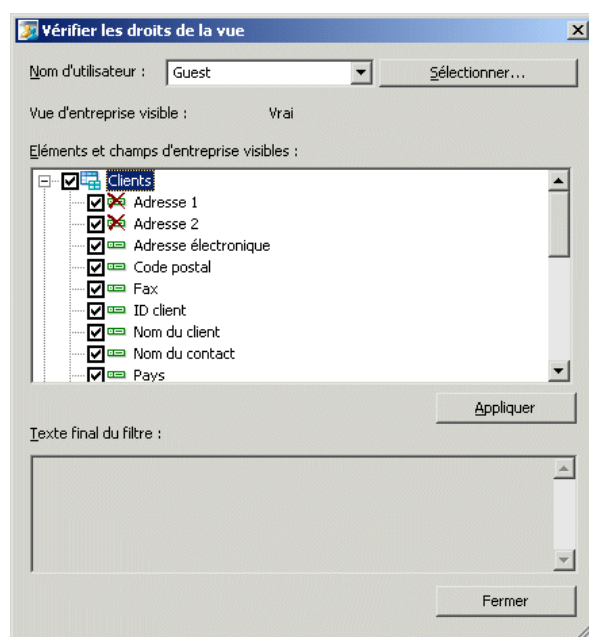 Vérifier les droits de la vue
Nom d'utilisateur : Guest Sélectionner...
Vue d'entreprise visible : Vrai
Eléments et champs d'entreprise visibles :
Clients
Adresse 1
Adresse 2
Adresse électronique
Code postal
Fax
ID client
Nom du client
Nom du contact
Pays
Appliquer
Texte final du filtre :
Fermer